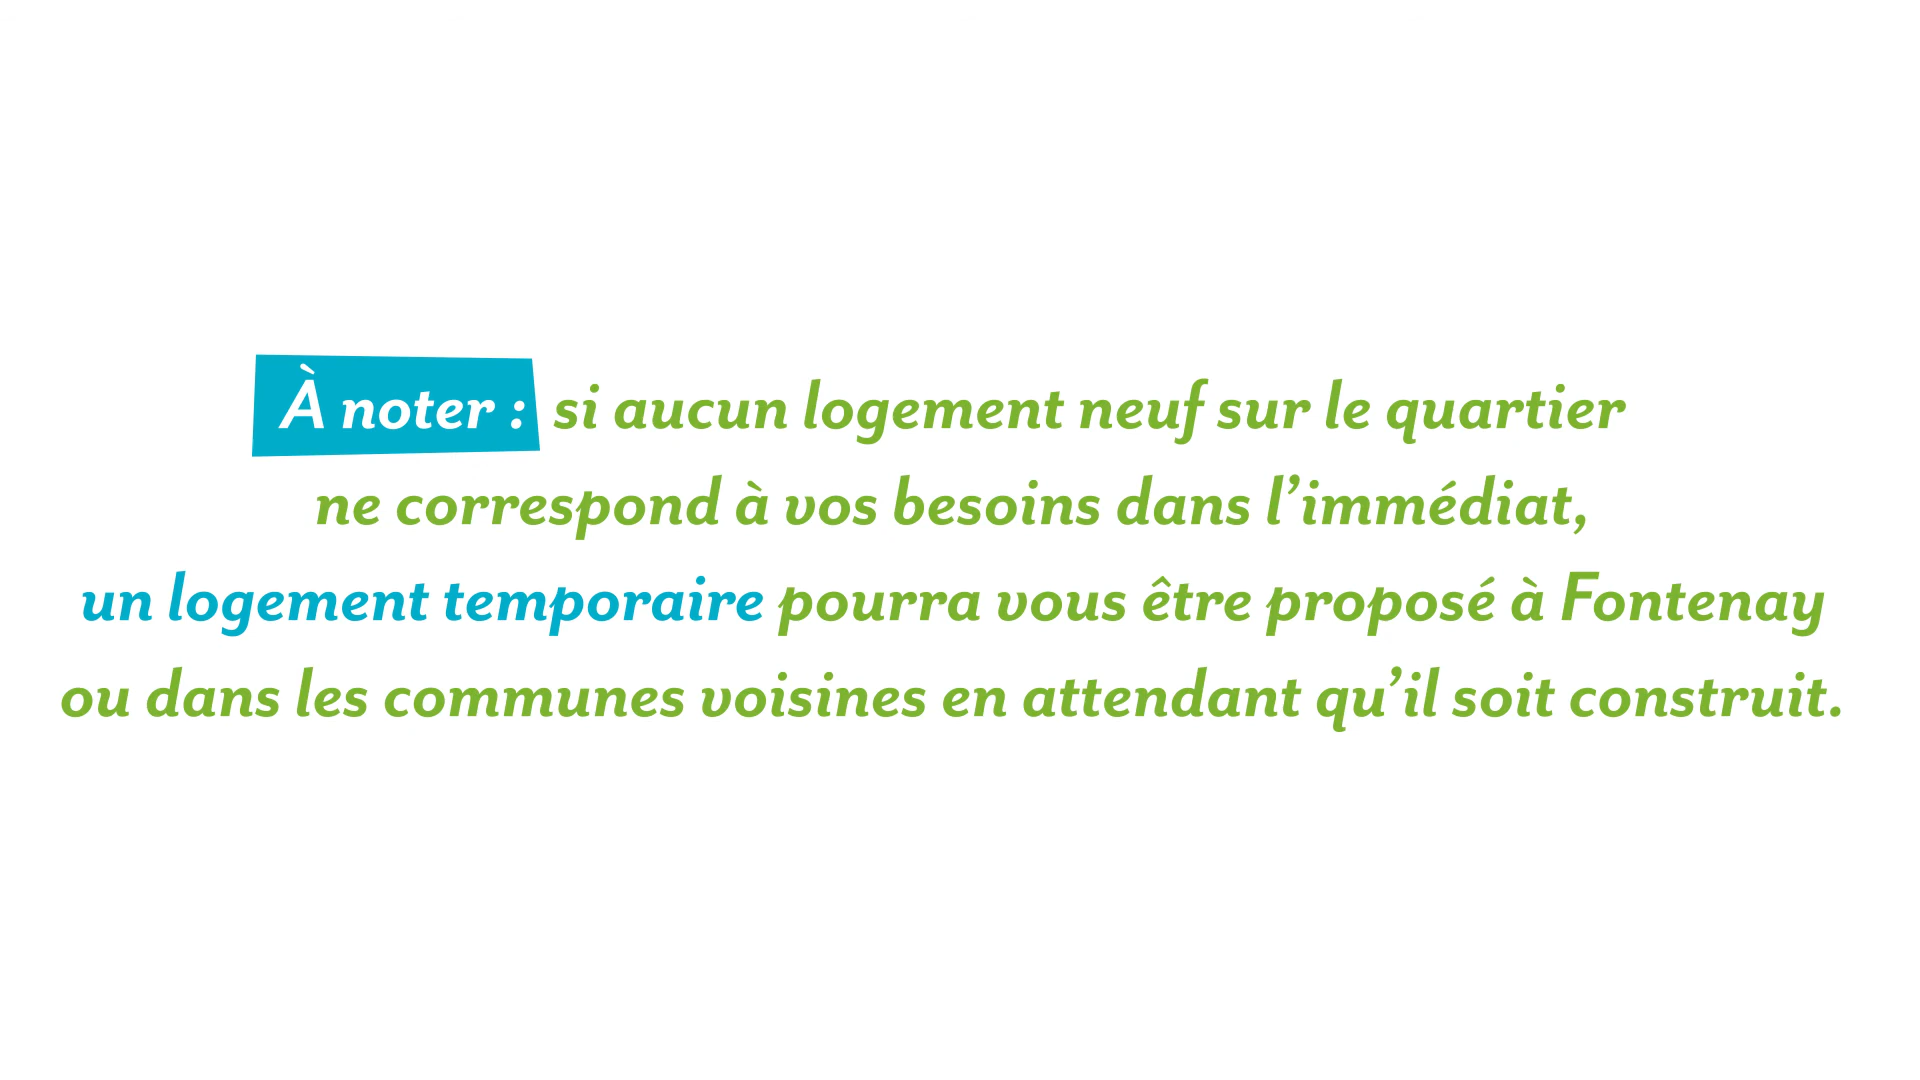 À noter : si aucun logement neuf sur le quartier
ne correspond à vos besoins dans l’immédiat,
un logement temporaire pourra vous être proposé à Fontenay
ou dans les communes voisines en attendant qu’il soit construit.